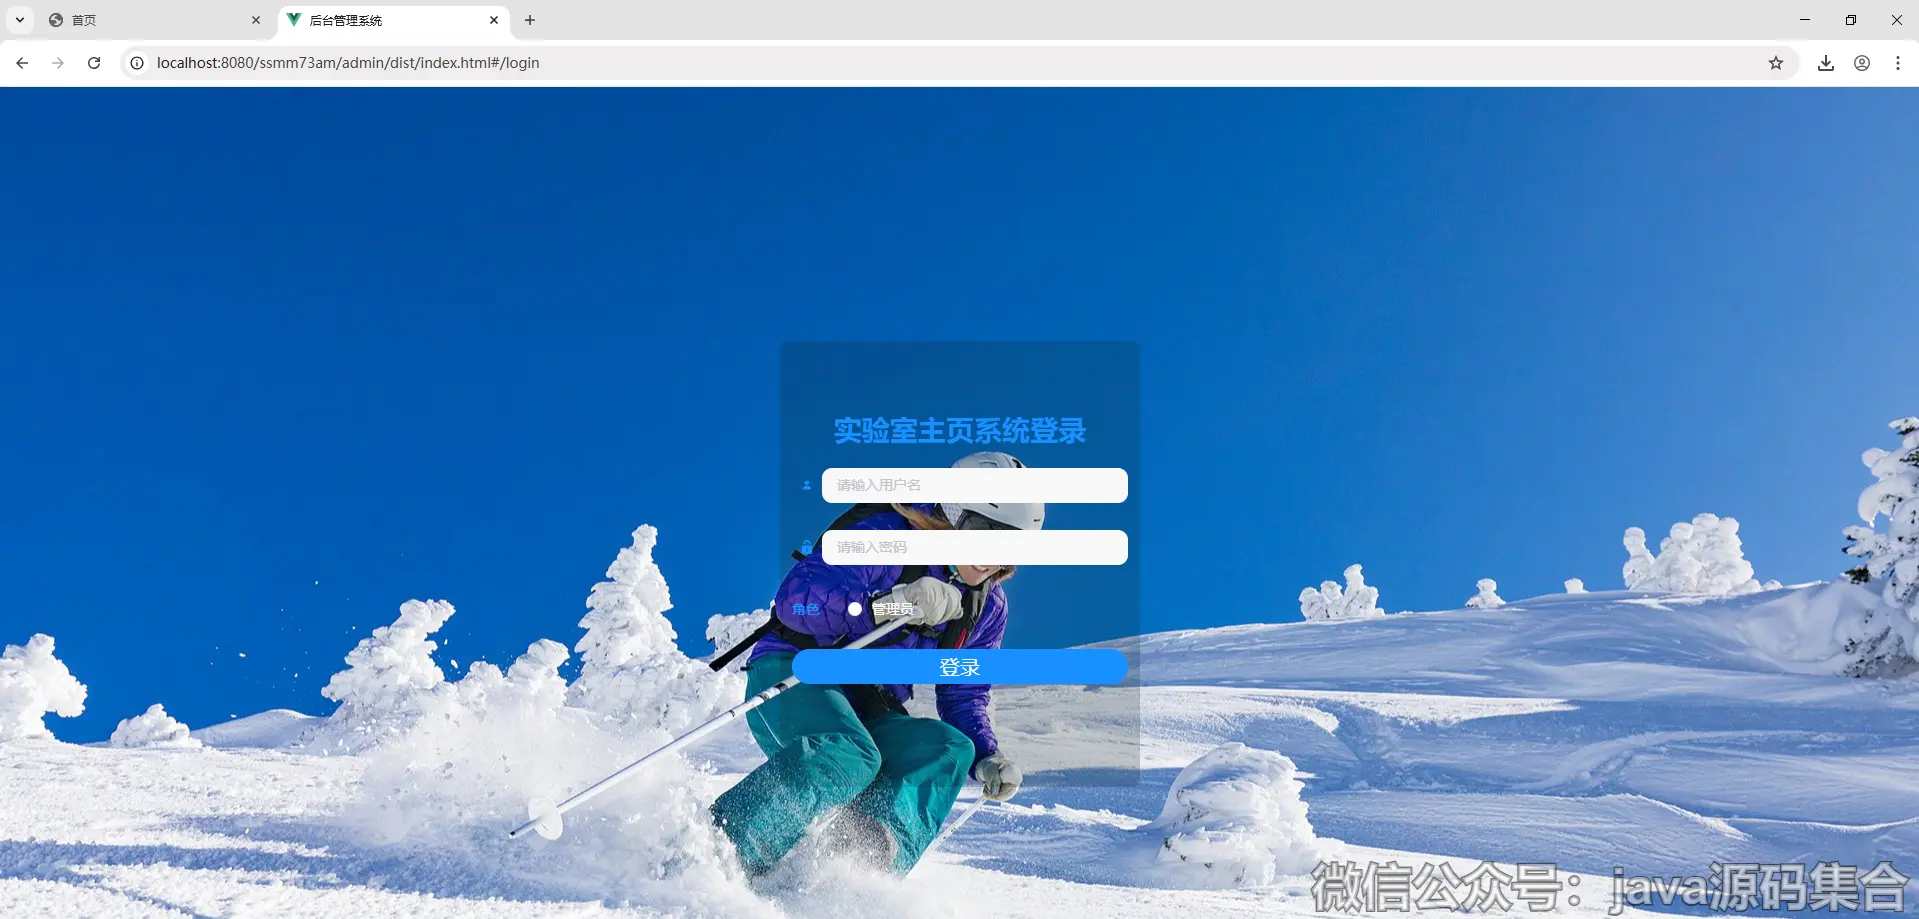 首页
后台管理系统
localhost:8080/ssmm73am/admin/dist/index.html#/login
实验室主页系统登录
请输入用户名
请输入密码
角色 管理员
登录
微信公众号：java源码集合